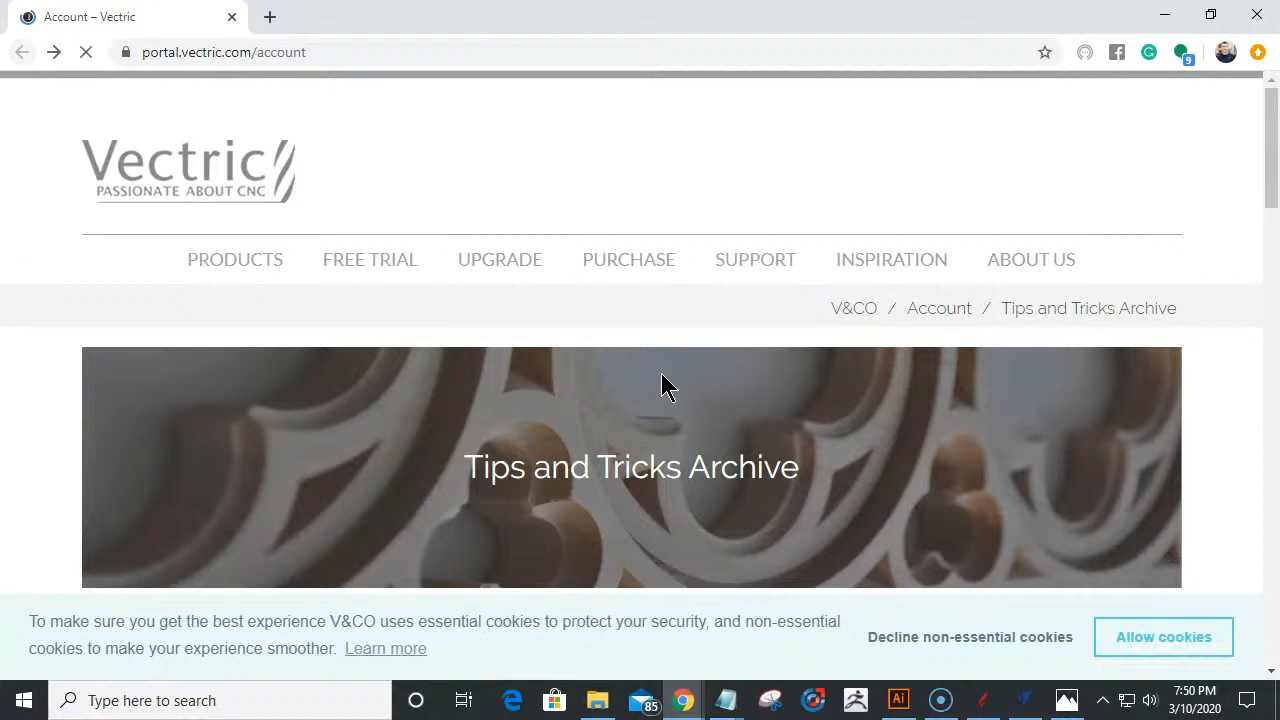 Account – Vectric
portal.vectric.com/account
9
Vectric
PASSIONATE ABOUT CNC
PRODUCTS FREE TRIAL UPGRADE PURCHASE SUPPORT INSPIRATION ABOUT US
V&CO / Account / Tips and Tricks Archive
Tips and Tricks Archive
To make sure you get the best experience V&CO uses essential cookies to protect your security, and non-essential
cookies to make your experience smoother. Learn more
Decline non-essential cookies
Allow cookies
Type here to search
85
Ai
7:50 PM
3/10/2020